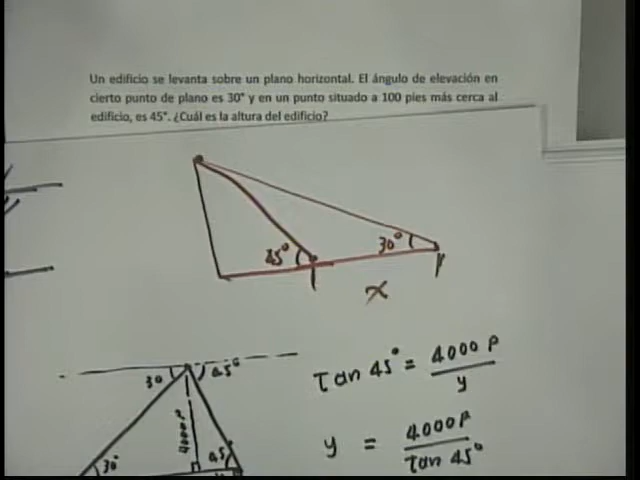 Un edificio se levanta sobre un plano horizontal. El ángulo de elevación en
cierto punto de plano es 30° y en un punto situado a 100 pies más cerca al
edificio, es 45°. ¿Cuál es la altura del edificio?
45° 30°
x
30 45°
Tan 45° = 4000 P / y
4000 P
y = 4000 P / Tan 45°
30° 45°